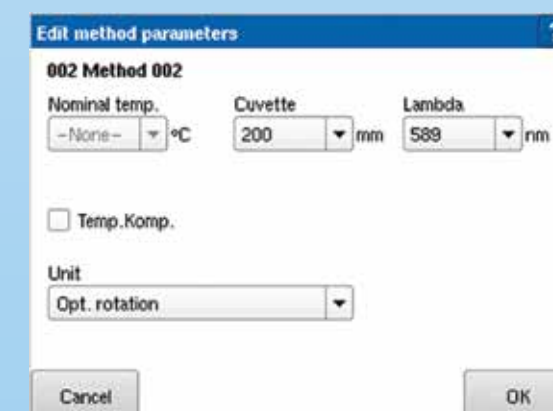 Edit method parameters
002 Method 002
Nominal temp. Cuvette Lambda
-None- °C 200 mm 589 nm
Temp.Komp.
Unit
Opt. rotation
Cancel OK